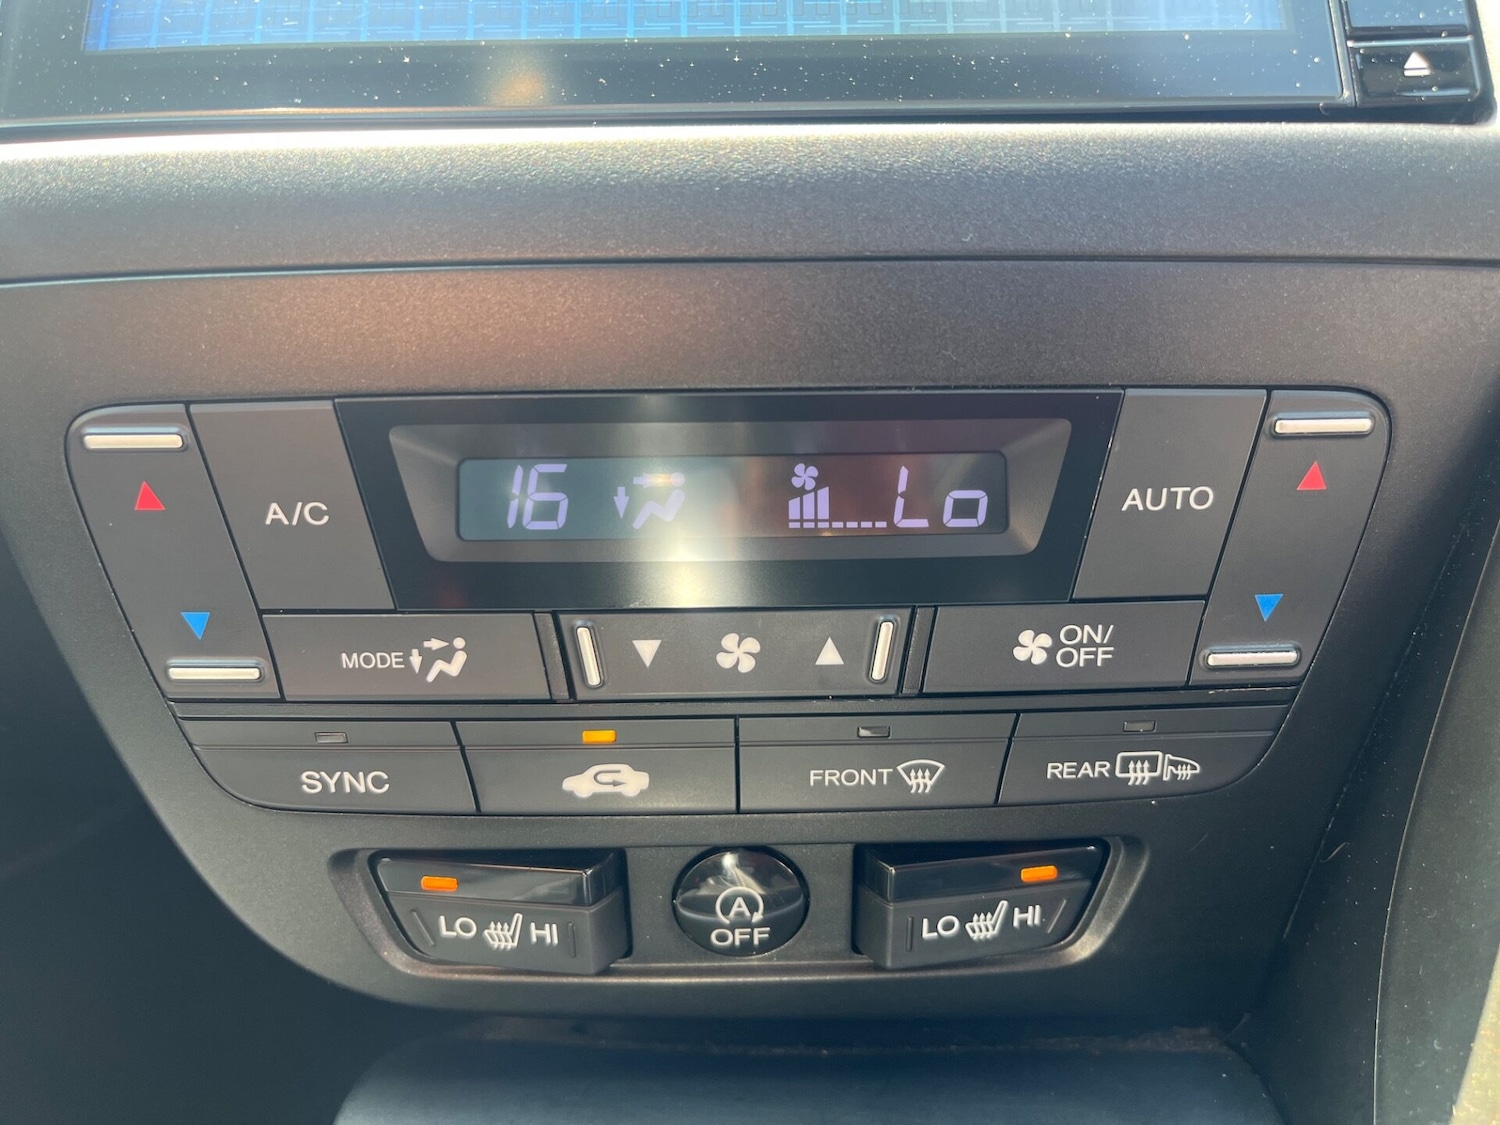 16 Lo
A/C
AUTO
MODE
ON/
OFF
SYNC
FRONT
REAR
LO HI
A
OFF
LO HI